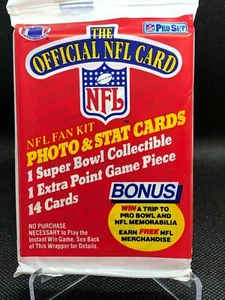 PRO SET
THE
OFFICIAL NFL CARD
NFL
NFL FAN KIT
PHOTO & STAT CARDS
1 Super Bowl Collectible
1 Extra Point Game Piece
14 Cards
BONUS
WIN A TRIP TO
PRO BOWL AND
NFL MEMORABILIA
EARN FREE NFL
MERCHANDISE
NO PURCHASE
NECESSARY to Play the
Instant Win Game. See Back
of This Wrapper for Details.